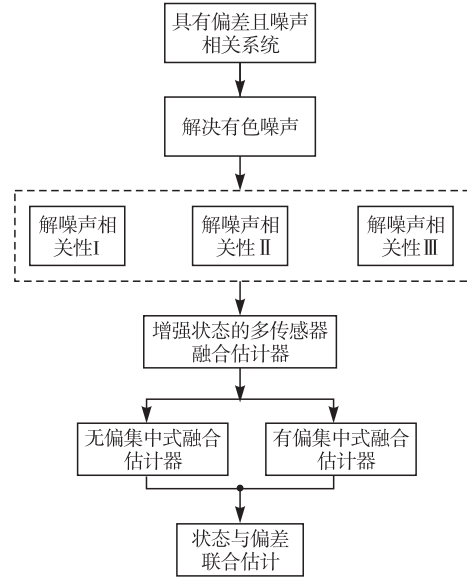 具有偏差且噪声
相关系统
解决有色噪声
解噪声相
关性Ⅰ
解噪声相
关性Ⅱ
解噪声相
关性Ⅲ
增强状态的多传感器
融合估计器
无偏集中式融合
估计器
有偏集中式融合
估计器
状态与偏差
联合估计